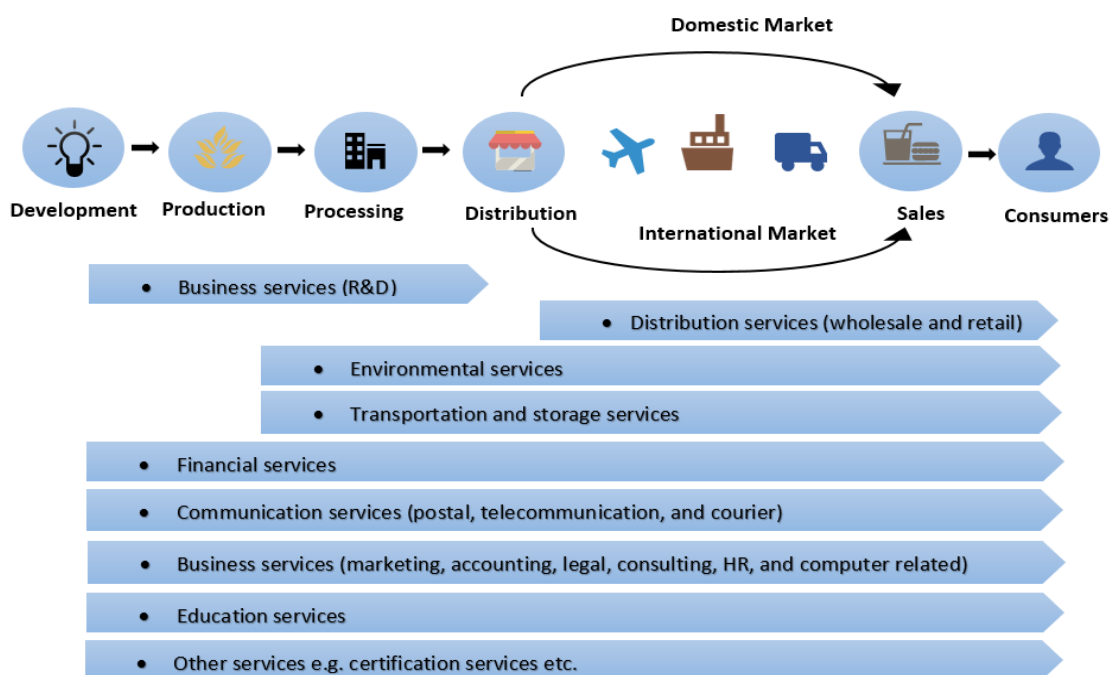 Domestic Market
Development
Production
Processing
Distribution
International Market
Sales
Consumers
• Business services (R&D)
• Distribution services (wholesale and retail)
• Environmental services
• Transportation and storage services
• Financial services
• Communication services (postal, telecommunication, and courier)
• Business services (marketing, accounting, legal, consulting, HR, and computer related)
• Education services
• Other services e.g. certification services etc.